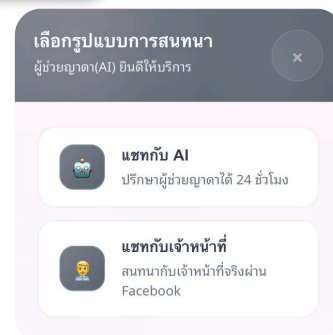 เลือกรูปแบบการสนทนา
ผู้ช่วยญาดา(AI) ยินดีให้บริการ
×
แชทกับ AI
ปรึกษาผู้ช่วยญาดาได้ 24 ชั่วโมง
แชทกับเจ้าหน้าที่
สนทนากับเจ้าหน้าที่จริงผ่าน
Facebook